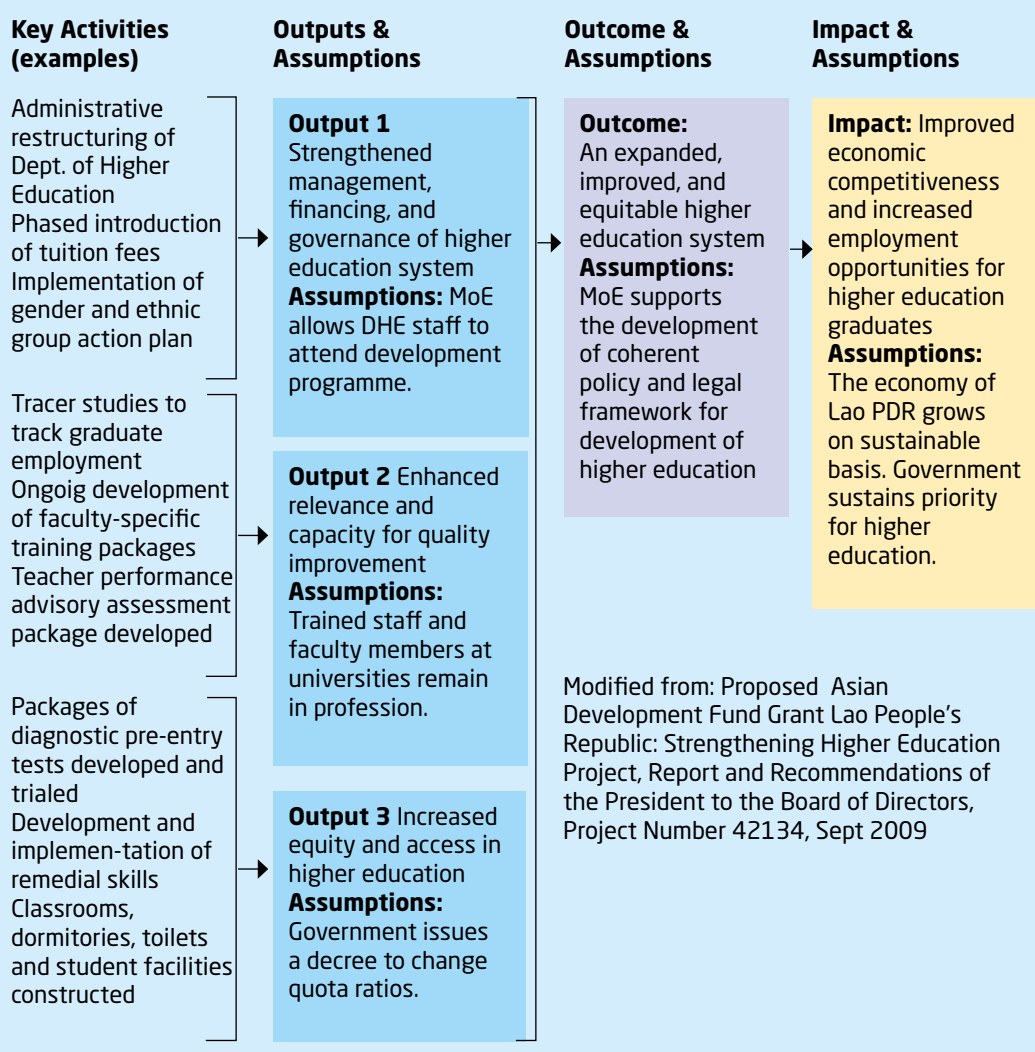 Key Activities
(examples)
Outputs &
Assumptions
Outcome &
Assumptions
Impact &
Assumptions
Administrative
restructuring of
Dept. of Higher
Education
Phased introduction
of tuition fees
Implementation of
gender and ethnic
group action plan
Output 1
Strengthened
management,
financing, and
governance of higher
education system
Assumptions: MoE
allows DHE staff to
attend development
programme.
Tracer studies to
track graduate
employment
Ongoig development
of faculty-specific
training packages
Teacher performance
advisory assessment
package developed
Output 2 Enhanced
relevance and
capacity for quality
improvement
Assumptions:
Trained staff and
faculty members at
universities remain
in profession.
Packages of
diagnostic pre-entry
tests developed and
trialed
Development and
implemen-tation of
remedial skills
Classrooms,
dormitories, toilets
and student facilities
constructed
Output 3 Increased
equity and access in
higher education
Assumptions:
Government issues
a decree to change
quota ratios.
Outcome:
An expanded,
improved, and
equitable higher
education system
Assumptions:
MoE supports
the development
of coherent
policy and legal
framework for
development of
higher education
Impact: Improved
economic
competitiveness
and increased
employment
opportunities for
higher education
graduates
Assumptions:
The economy of
Lao PDR grows
on sustainable
basis. Government
sustains priority
for higher
education.
Modified from: Proposed Asian
Development Fund Grant Lao People's
Republic: Strengthening Higher Education
Project, Report and Recommendations of
the President to the Board of Directors,
Project Number 42134, Sept 2009